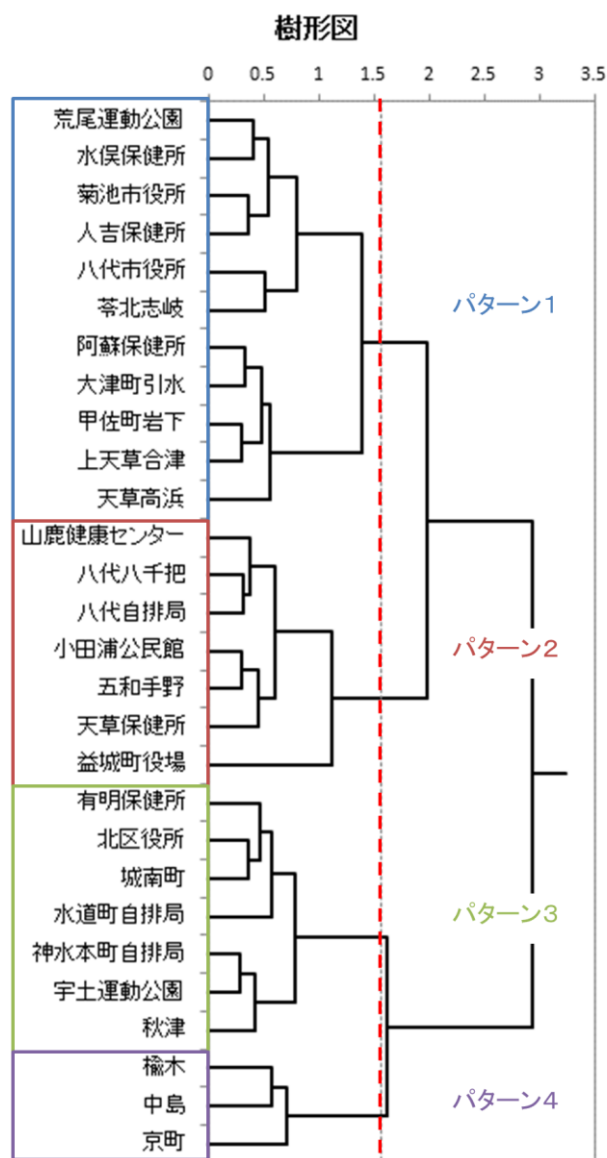 樹形図
0 0.5 1 1.5 2 2.5 3 3.5
荒尾運動公園
水俣保健所
菊池市役所
人吉保健所
八代市役所
苓北志岐
パターン1
阿蘇保健所
大津町引水
甲佐町岩下
上天草合津
天草高浜
山鹿健康センター
八代八千把
八代自排局
小田浦公民館
パターン2
五和手野
天草保健所
益城町役場
有明保健所
北区役所
城南町
水道町自排局
パターン3
神水本町自排局
宇土運動公園
秋津
楡木
中島
パターン4
京町